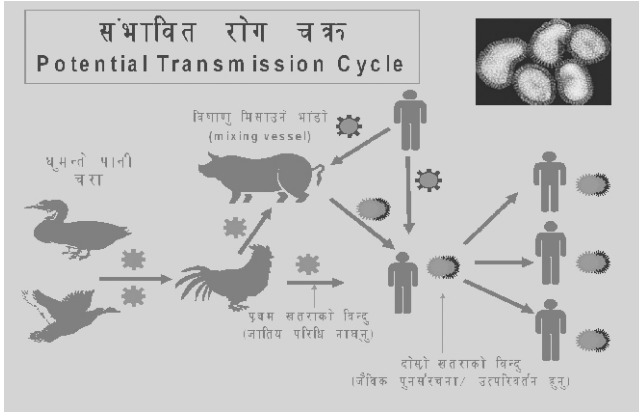 संभावित रोग चक्र
Potential Transmission Cycle
विषाणु मिसाउने भाँडो
(mixing vessel)
घुमन्ते पानी
चरा
प्रथम खतराको विन्दु
(जातिय परिधि नाघ्नु)
दोस्रो खतराको विन्दु
(जैविक पुनर्संरचना/ उत्परिवर्तन हुनु)